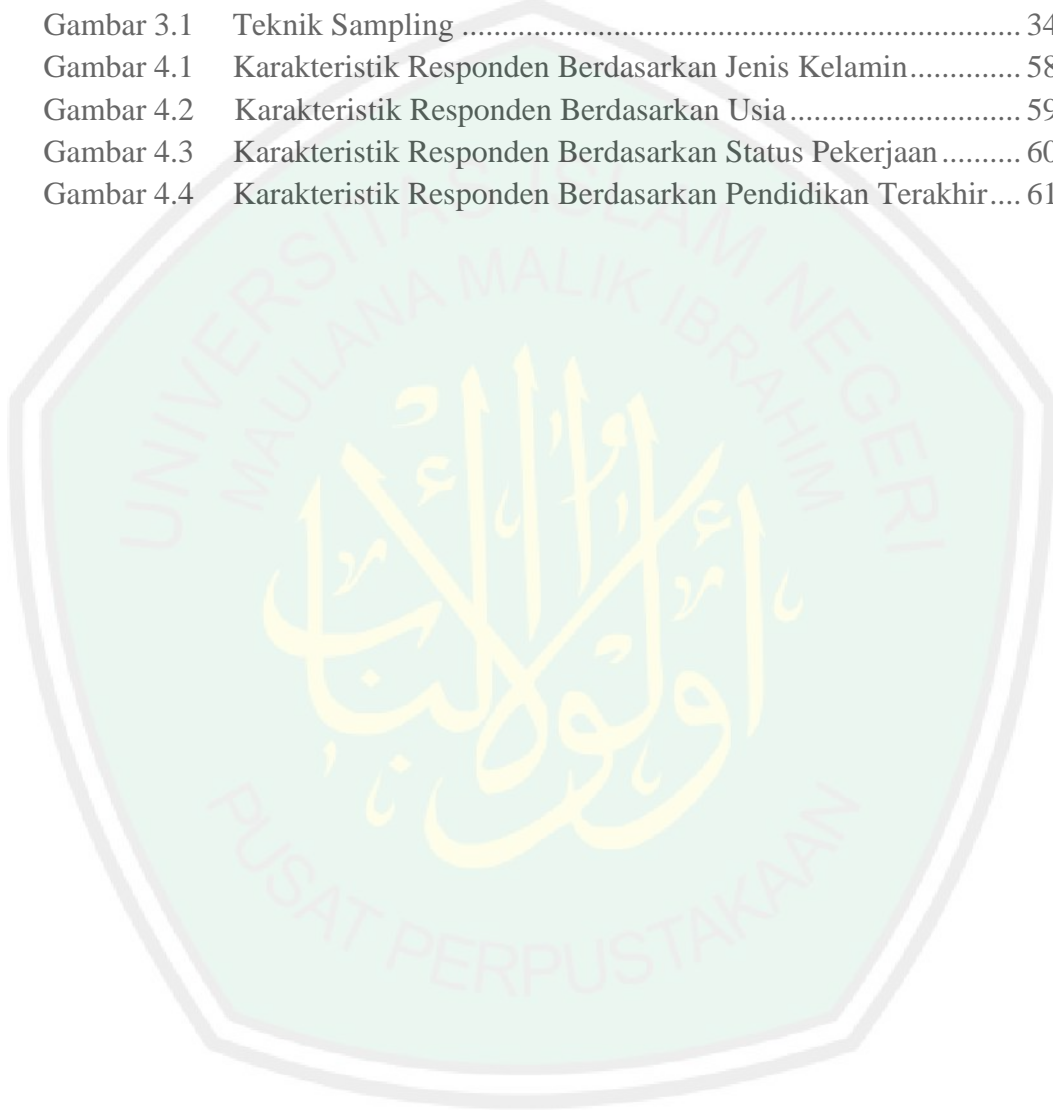 Gambar 3.1 Teknik Sampling ............................................................. 34
Gambar 4.1 Karakteristik Responden Berdasarkan Jenis Kelamin ............. 58
Gambar 4.2 Karakteristik Responden Berdasarkan Usia ........................... 59
Gambar 4.3 Karakteristik Responden Berdasarkan Status Pekerjaan .......... 60
Gambar 4.4 Karakteristik Responden Berdasarkan Pendidikan Terakhir .... 61
UNIVERSITAS ISLAM NEGERI
MAULANA MALIK IBRAHIM
أولوا الألباب
PUSAT PERPUSTAKAAN